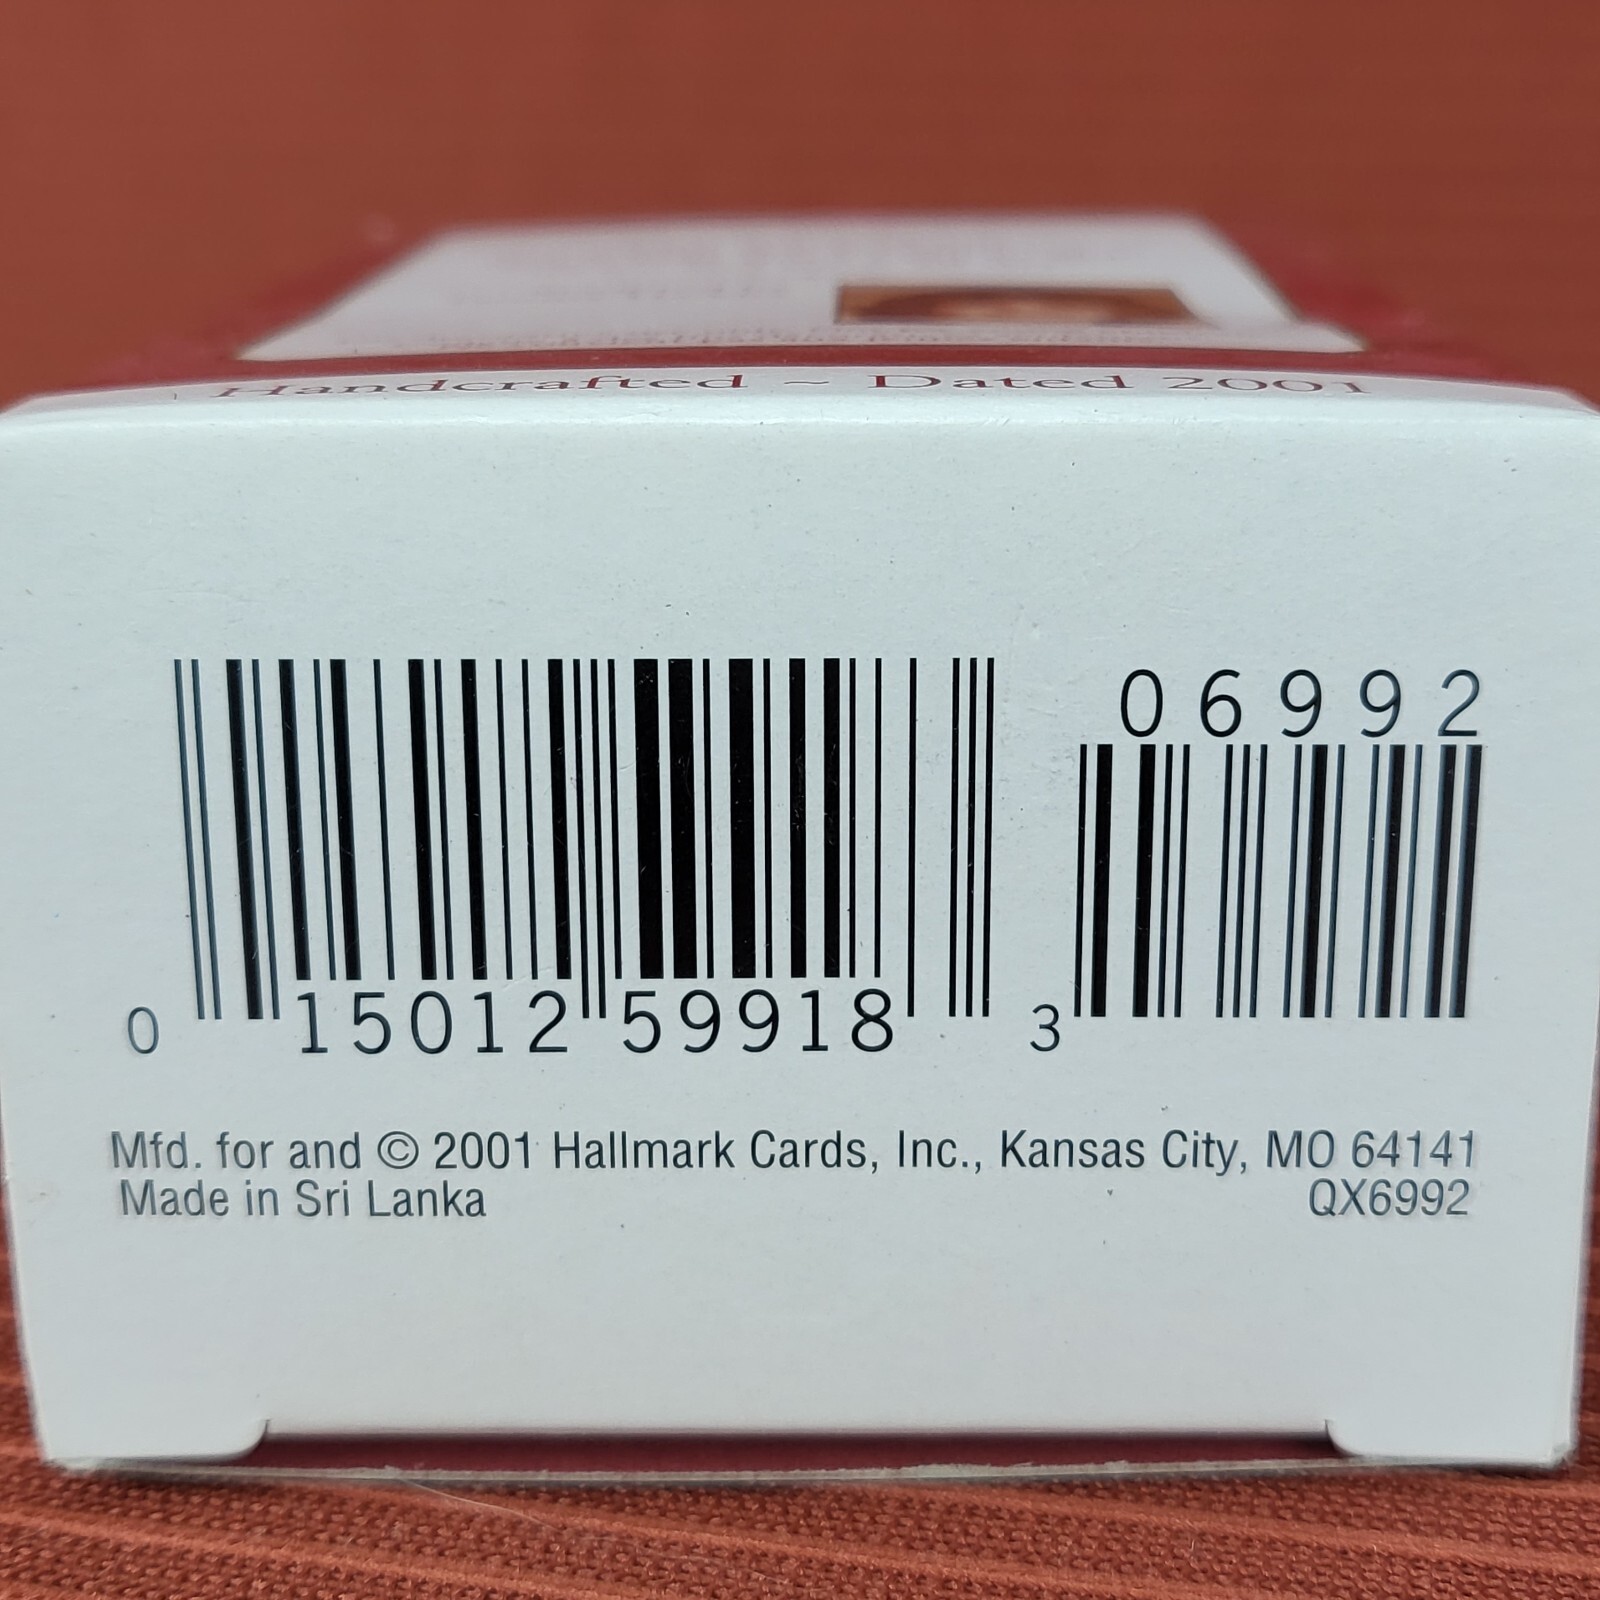 Handcrafted ~ Dated 2001
06992
0 15012 59918 3
Mfd. for and © 2001 Hallmark Cards, Inc., Kansas City, MO 64141
Made in Sri Lanka QX6992